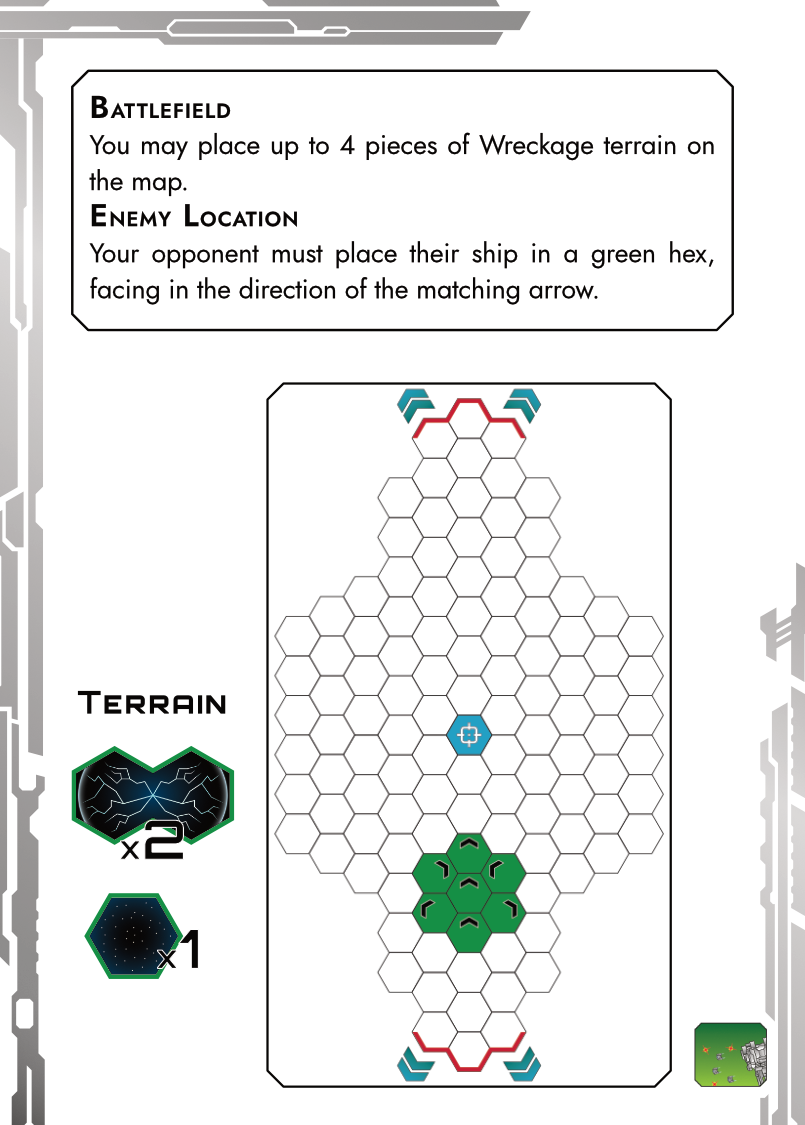 Battlefield
You may place up to 4 pieces of Wreckage terrain on
the map.
Enemy Location
Your opponent must place their ship in a green hex,
facing in the direction of the matching arrow.
Terrain
x2
x1